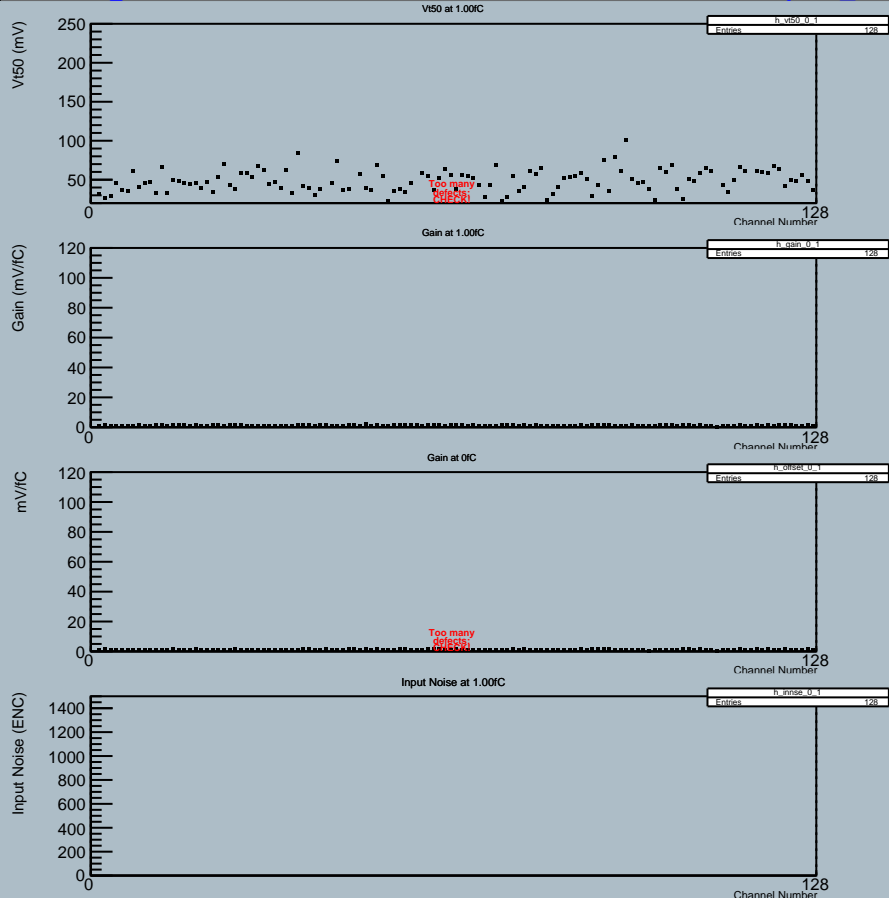 Vt50 at 1.00fC
h_vt50_0_1
Entries 128
Vt50 (mV)
250
200
150
100
50
Too many
defects:
CHECK!
0
128
Channel Number
Gain at 1.00fC
h_gain_0_1
Entries 128
Gain (mV/fC)
120
100
80
60
40
20
0
0
128
Channel Number
Gain at 0fC
h_offset_0_1
Entries 128
mV/fC
120
100
80
60
40
20
Too many
defects:
CHECK!
0
0
128
Channel Number
Input Noise at 1.00fC
h_innse_0_1
Entries 128
Input Noise (ENC)
1400
1200
1000
800
600
400
200
0
0
128
Channel Number